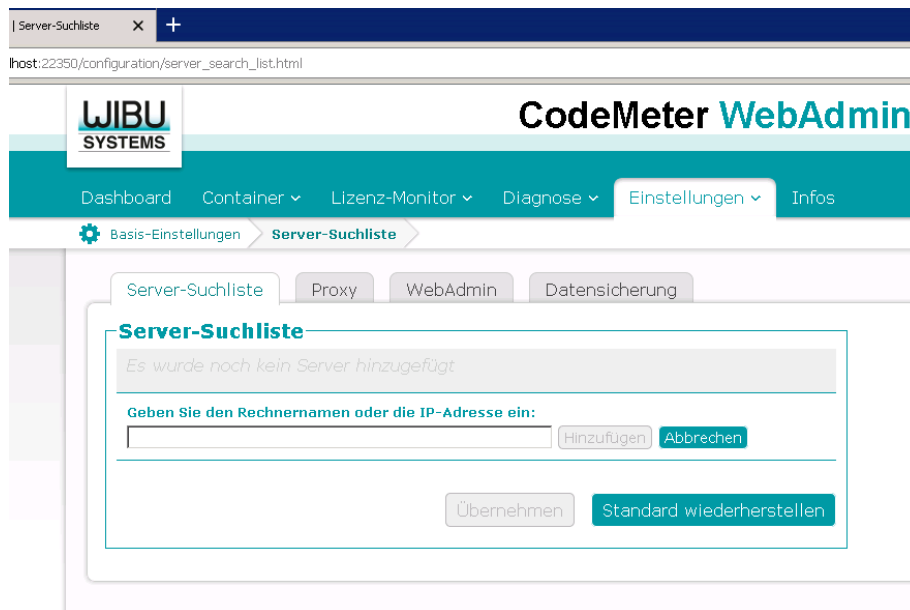 | Server-Suchliste X +
lhost:22350/configuration/server_search_list.html
WIBU
SYSTEMS
CodeMeter WebAdmin
Dashboard Container Lizenz-Monitor Diagnose Einstellungen Infos
Basis-Einstellungen Server-Suchliste
Server-Suchliste Proxy WebAdmin Datensicherung
Server-Suchliste
Es wurde noch kein Server hinzugefügt
Geben Sie den Rechnernamen oder die IP-Adresse ein:
Hinzufügen Abbrechen
Übernehmen Standard wiederherstellen